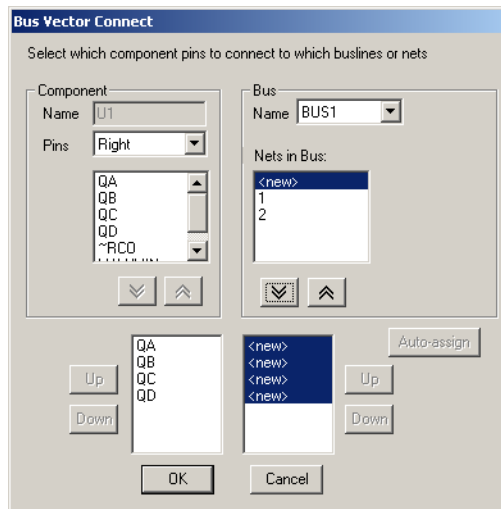 Bus Vector Connect
Select which component pins to connect to which buslines or nets
Component
Name U1
Pins Right
QA
QB
QC
QD
~RCO
Bus
Name BUS1
Nets in Bus:
<new>
1
2
Auto-assign
QA
QB
QC
QD
<new>
<new>
<new>
<new>
Up
Down
Up
Down
OK
Cancel